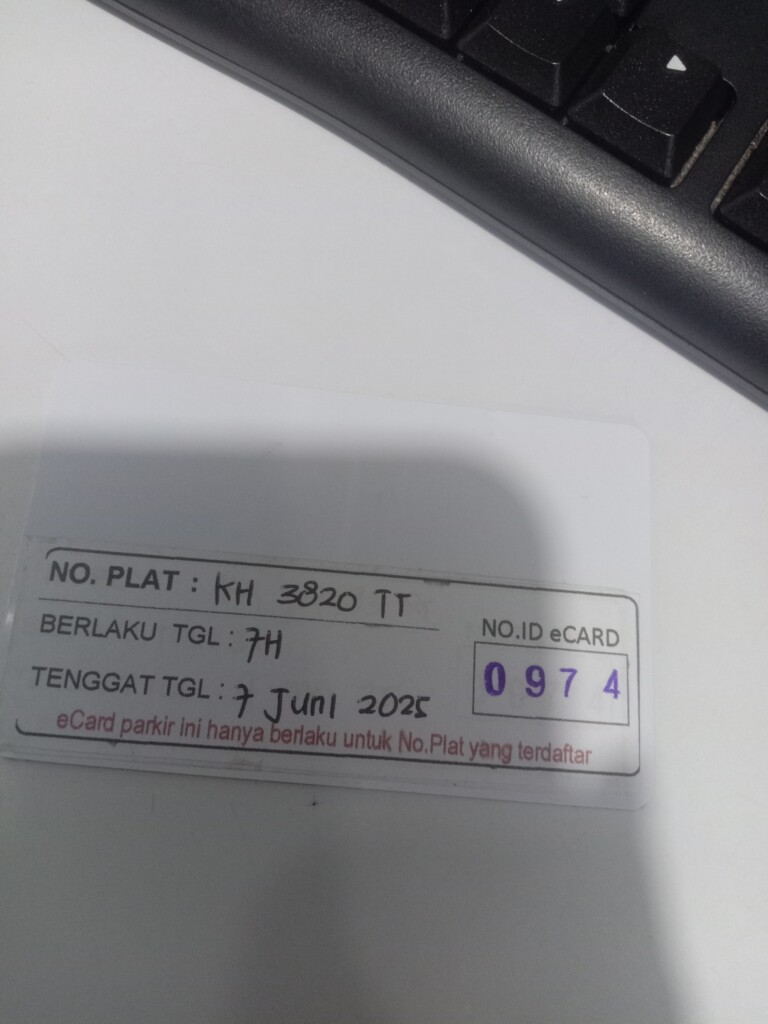 NO. PLAT : KH 3820 TT
BERLAKU TGL : 7H
NO.ID eCARD
0974
TENGGAT TGL : 7 Juni 2025
eCard parkir ini hanya berlaku untuk No.Plat yang terdaftar